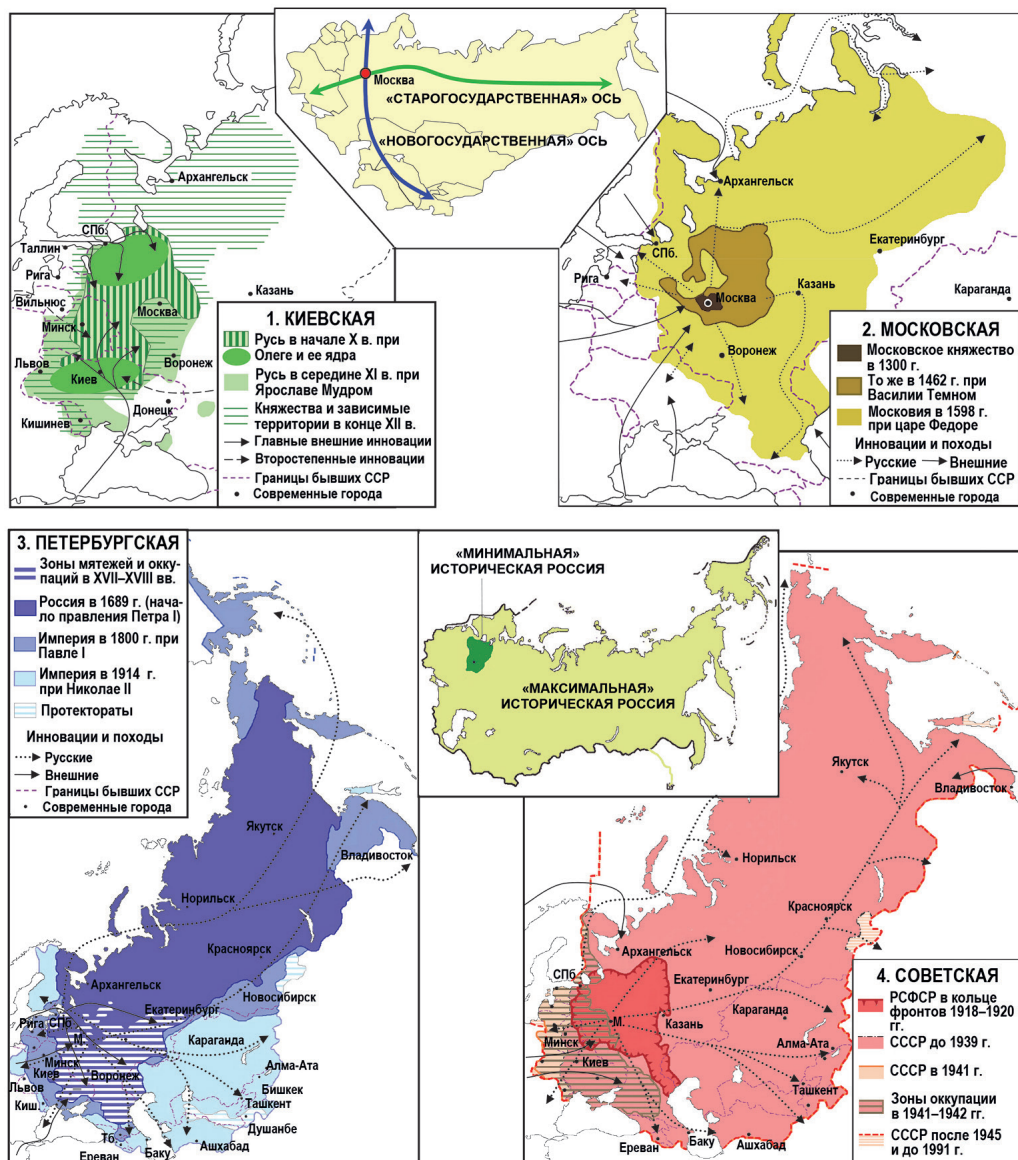 Москва
«СТАРОГОСУДАРСТВЕННАЯ» ОСЬ
«НОВОГОСУДАРСТВЕННАЯ» ОСЬ
Архангельск
СПб.
Таллин
Рига
Вильнюс
Минск
Москва
Казань
Львов
Киев
Воронеж
Донецк
Кишинев
1. КИЕВСКАЯ
Русь в начале X в. при
Олеге и ее ядра
Русь в середине XI в. при
Ярославе Мудром
Княжества и зависимые
территории в конце XII в.
Главные внешние инновации
Второстепенные инновации
Границы бывших ССР
Современные города
Архангельск
СПб.
Екатеринбург
Рига
Москва
Казань
Караганда
Воронеж
2. МОСКОВСКАЯ
Московское княжество
в 1300 г.
То же в 1462 г. при
Василии Темном
Московия в 1598 г.
при царе Федоре
Инновации и походы
Русские
Внешние
Границы бывших ССР
Современные города
3. ПЕТЕРБУРГСКАЯ
Зоны мятежей и окку-
паций в XVII–XVIII вв.
Россия в 1689 г. (нача-
ло правления Петра I)
Империя в 1800 г. при
Павле I
Империя в 1914 г.
при Николае II
Протектораты
Инновации и походы
Русские
Внешние
Границы бывших ССР
Современные города
Якутск
Владивосток
Норильск
Красноярск
Архангельск
Новосибирск
Екатеринбург
Рига
СПб
М.
Караганда
Минск
Киев
Воронеж
Алма-Ата
Львов
Бишкек
Киш.
Ташкент
Душанбе
Тб.
Баку
Ашхабад
Ереван
«МИНИМАЛЬНАЯ»
ИСТОРИЧЕСКАЯ РОССИЯ
«МАКСИМАЛЬНАЯ»
ИСТОРИЧЕСКАЯ РОССИЯ
Якутск
Владивосток
Норильск
Красноярск
Архангельск
Новосибирск
СПб
Екатеринбург
М.
Казань
Караганда
Минск
Алма-Ата
Киев
Ташкент
Ереван
Баку
Ашхабад
4. СОВЕТСКАЯ
РСФСР в кольце
фронтов 1918–1920
гг.
СССР до 1939 г.
СССР в 1941 г.
Зоны оккупации
в 1941–1942 гг.
СССР после 1945
и до 1991 г.